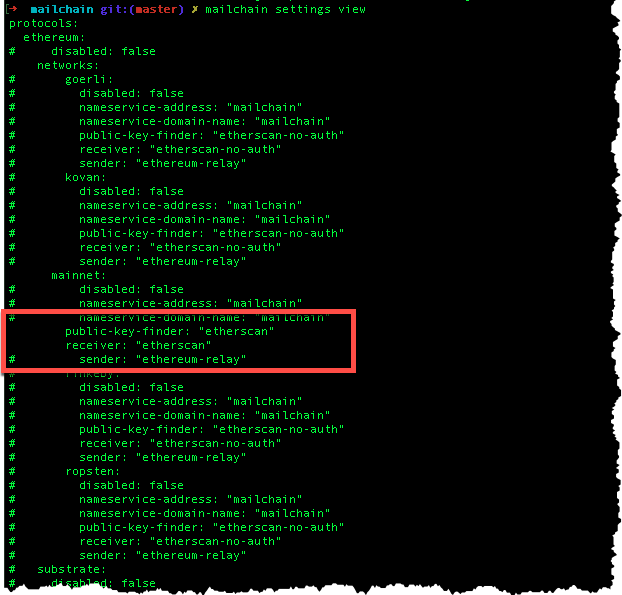 [➜  mailchain git:(master) ✗ mailchain settings view
protocols:
  ethereum:
#     disabled: false
    networks:
#       goerli:
#         disabled: false
#         nameservice-address: "mailchain"
#         nameservice-domain-name: "mailchain"
#         public-key-finder: "etherscan-no-auth"
#         receiver: "etherscan-no-auth"
#         sender: "ethereum-relay"
#       kovan:
#         disabled: false
#         nameservice-address: "mailchain"
#         nameservice-domain-name: "mailchain"
#         public-key-finder: "etherscan-no-auth"
#         receiver: "etherscan-no-auth"
#         sender: "ethereum-relay"
      mainnet:
#         disabled: false
#         nameservice-address: "mailchain"
#         nameservice-domain-name: "mailchain"
        public-key-finder: "etherscan"
        receiver: "etherscan"
#         sender: "ethereum-relay"
#       rinkeby:
#         disabled: false
#         nameservice-address: "mailchain"
#         nameservice-domain-name: "mailchain"
#         public-key-finder: "etherscan-no-auth"
#         receiver: "etherscan-no-auth"
#         sender: "ethereum-relay"
#       ropsten:
#         disabled: false
#         nameservice-address: "mailchain"
#         nameservice-domain-name: "mailchain"
#         public-key-finder: "etherscan-no-auth"
#         receiver: "etherscan-no-auth"
#         sender: "ethereum-relay"
#   substrate:
#     disabled: false